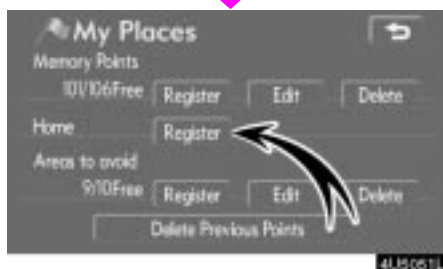 My Places
Memory Points
101/106Free Register Edit Delete
Home Register
Areas to avoid
9/10Free Register Edit Delete
Delete Previous Points
4U5051L